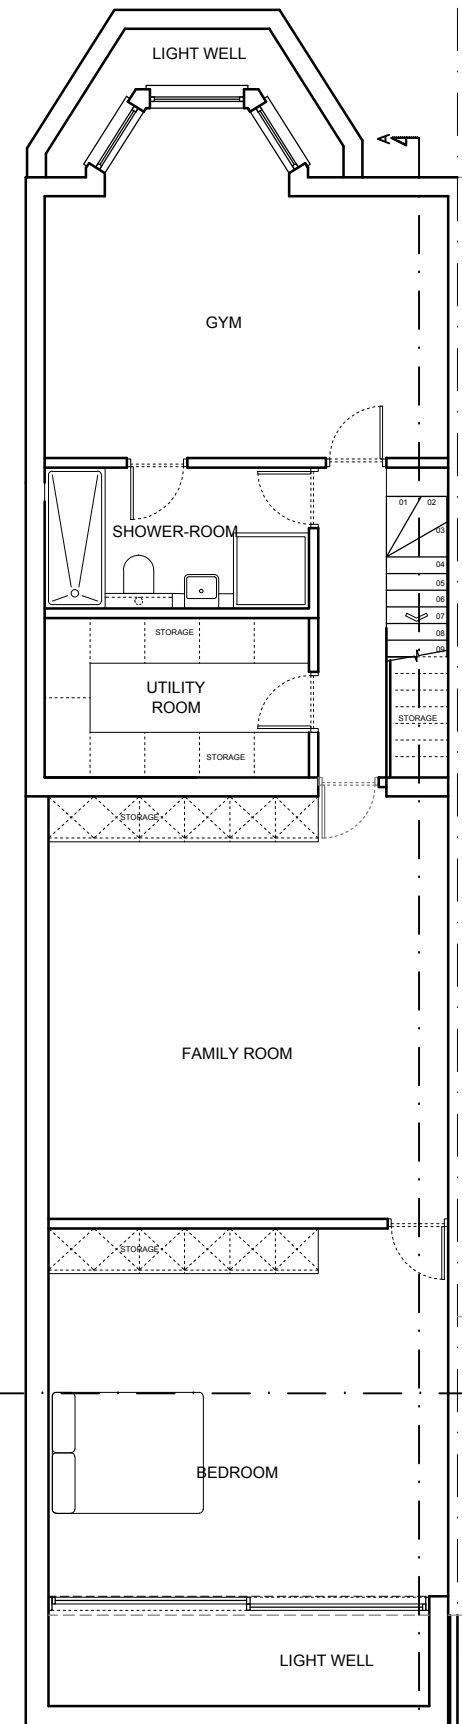 LIGHT WELL
GYM
01 02
03
SHOWER-ROOM
04
05
06
07
STORAGE
08
09
UTILITY
ROOM
STORAGE
STORAGE
STORAGE
FAMILY ROOM
STORAGE
BEDROOM
LIGHT WELL